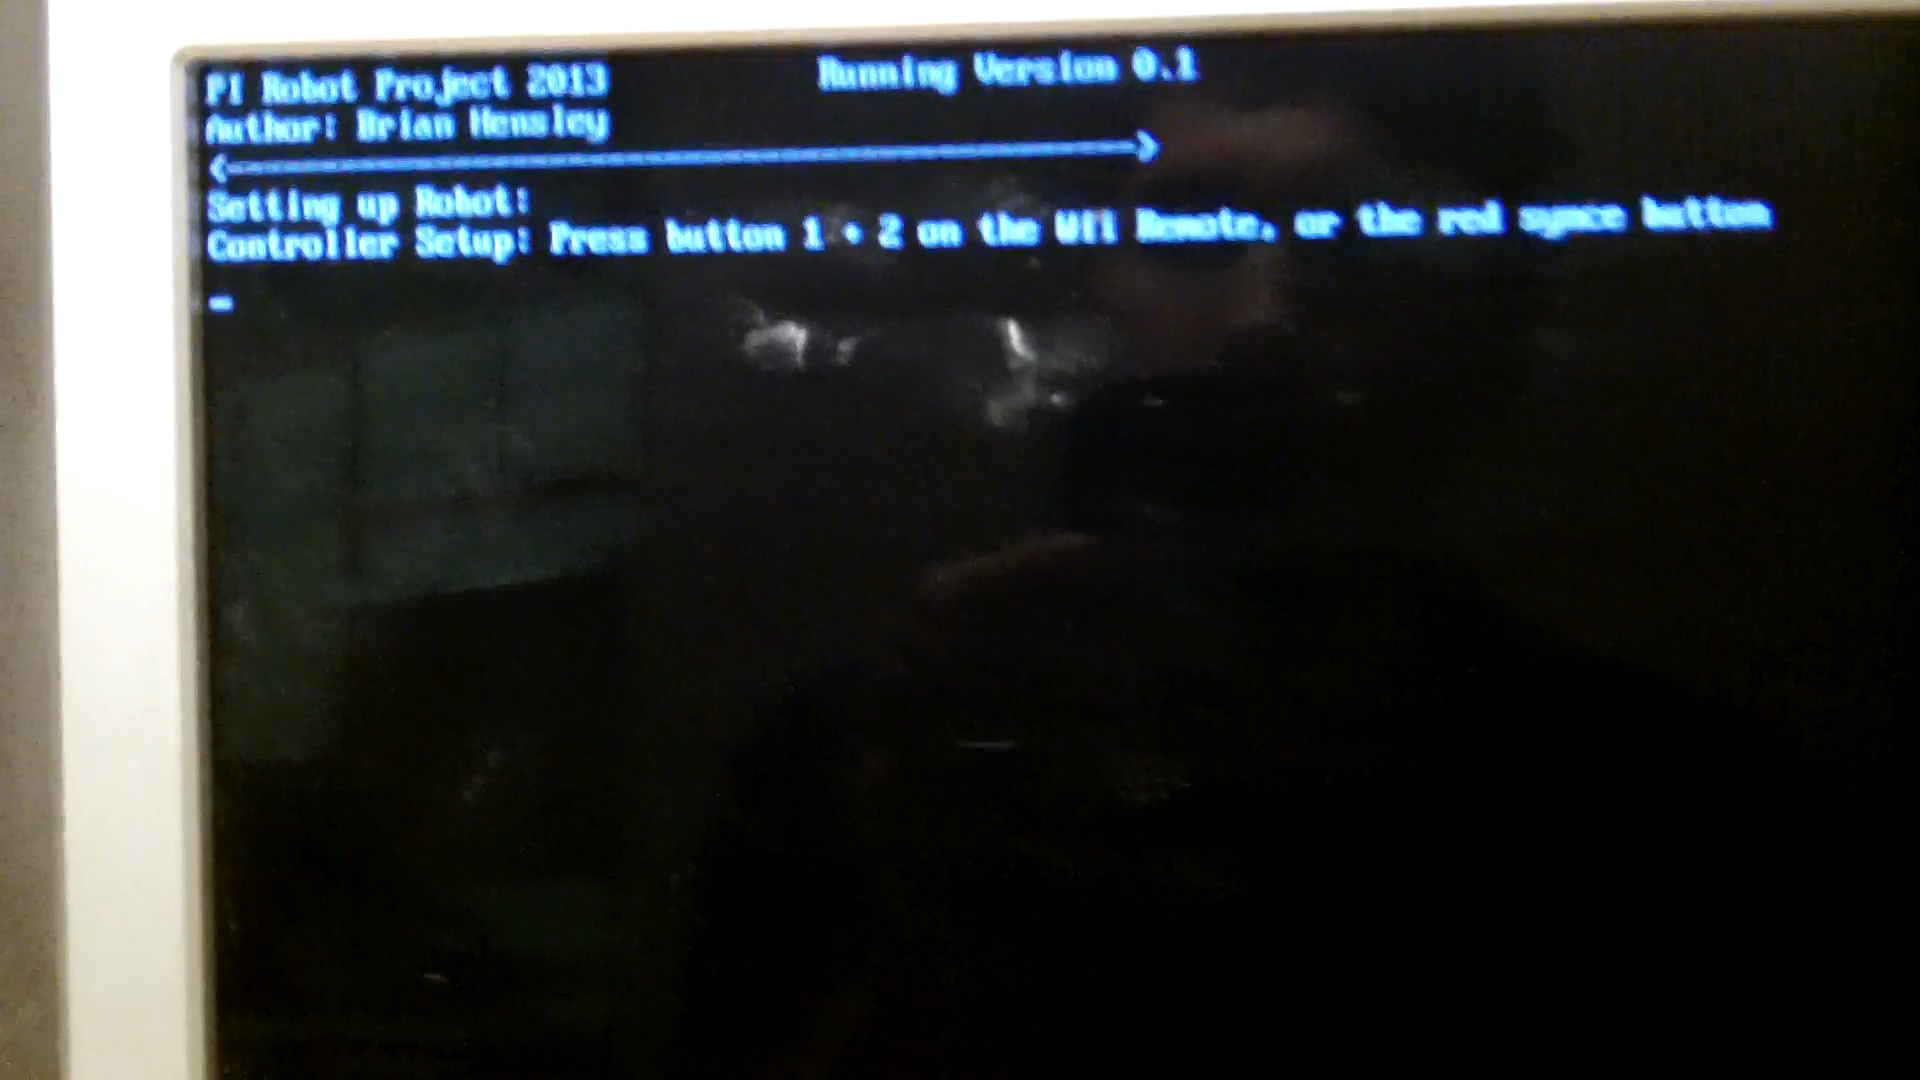 PI Robot Project 2013 Running Version 0.1
Author: Brian Hensley
<------------------------------------------------------------->
Setting up Robot:
Controller Setup: Press button 1 + 2 on the WII Remote, or the red synce button